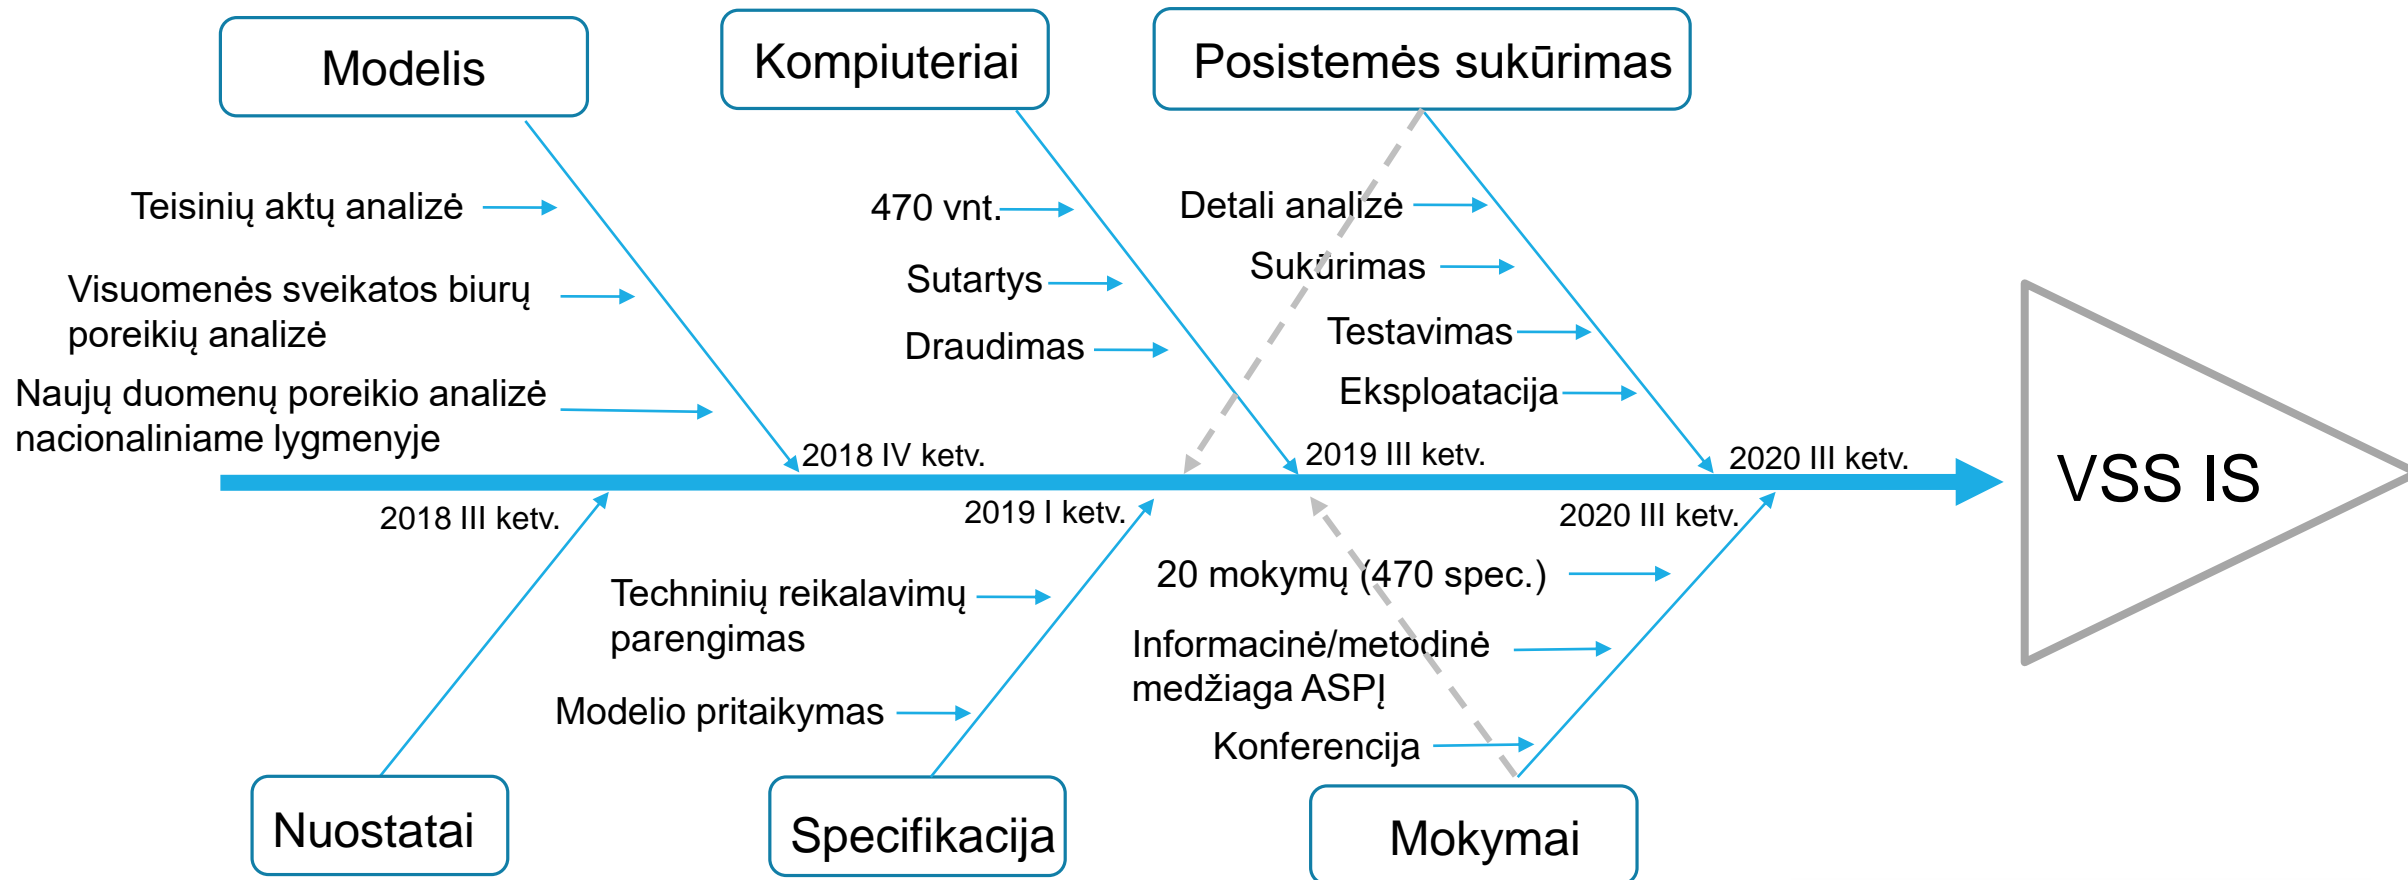 Modelis
Kompiuteriai
Posistemės sukūrimas
Teisinių aktų analizė
Visuomenės sveikatos biurų
poreikių analizė
Naujų duomenų poreikio analizė
nacionaliniame lygmenyje
470 vnt.
Sutartys
Draudimas
Detali analizė
Sukūrimas
Testavimas
Eksploatacija
2018 IV ketv.
2019 III ketv.
2020 III ketv.
VSS IS
2018 III ketv.
2019 I ketv.
2020 III ketv.
Techninių reikalavimų
parengimas
Modelio pritaikymas
20 mokymų (470 spec.)
Informacinė/metodinė
medžiaga ASPĮ
Konferencija
Nuostatai
Specifikacija
Mokymai